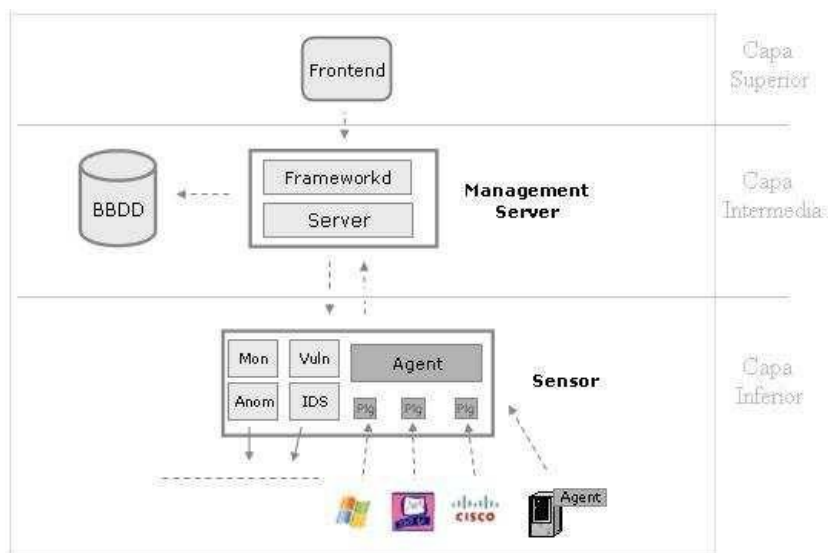 Frontend
Capa
Superior
BBDD
Frameworkd
Server
Management
Server
Capa
Intermedia
Mon
Vuln
Agent
Anom
IDS
Plg
Plg
Plg
Sensor
Capa
Inferior
CISCO
Agent